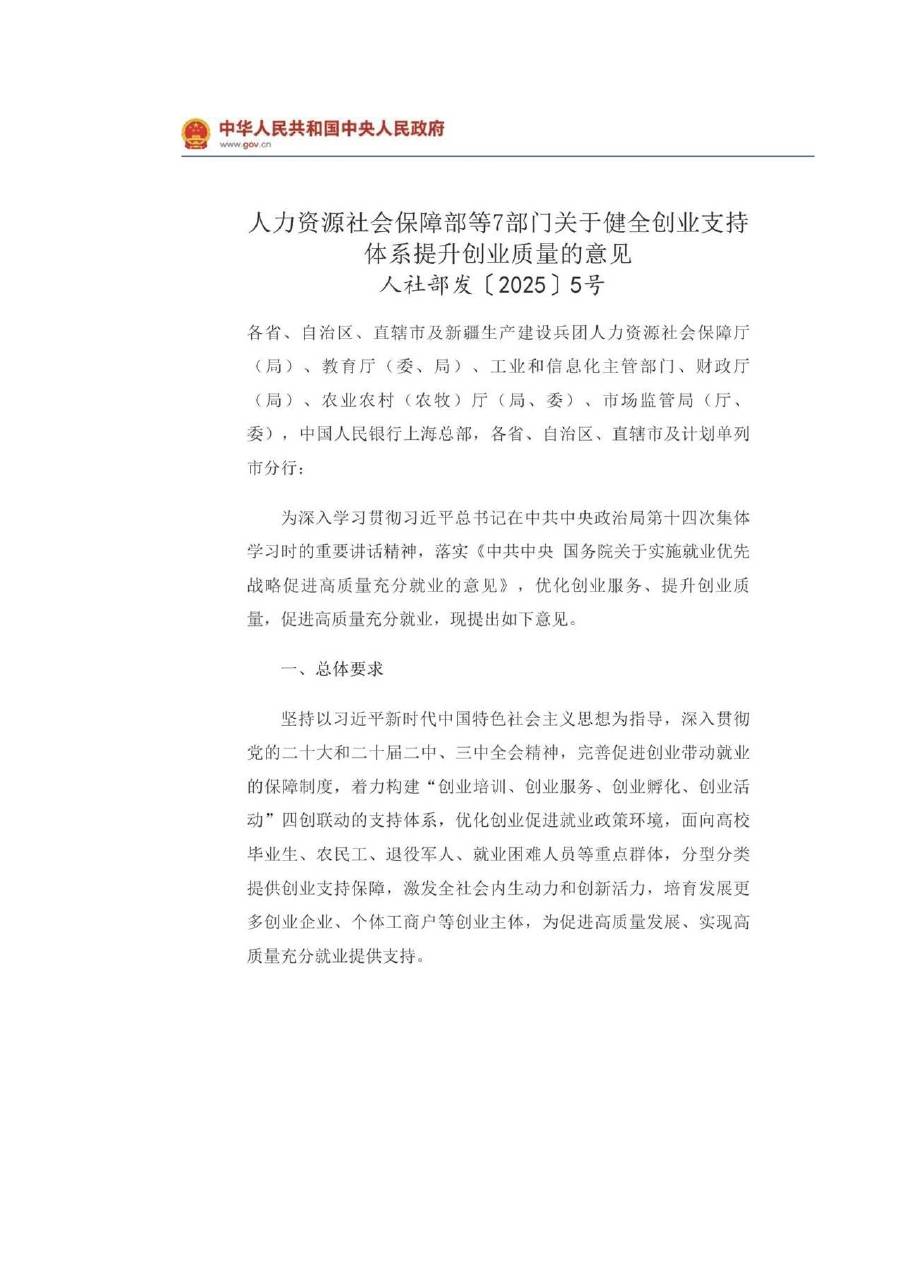 中华人民共和国中央人民政府
www.gov.cn
人力资源社会保障部等7部门关于健全创业支持
体系提升创业质量的意见
人社部发〔2025〕5号
各省、自治区、直辖市及新疆生产建设兵团人力资源社会保障厅
（局）、教育厅（委、局）、工业和信息化主管部门、财政厅
（局）、农业农村（农牧）厅（局、委）、市场监管局（厅、
委），中国人民银行上海总部，各省、自治区、直辖市及计划单列
市分行：
为深入学习贯彻习近平总书记在中共中央政治局第十四次集体
学习时的重要讲话精神，落实《中共中央 国务院关于实施就业优先
战略促进高质量充分就业的意见》，优化创业服务、提升创业质
量，促进高质量充分就业，现提出如下意见。
一、总体要求
坚持以习近平新时代中国特色社会主义思想为指导，深入贯彻
党的二十大和二十届二中、三中全会精神，完善促进创业带动就业
的保障制度，着力构建“创业培训、创业服务、创业孵化、创业活
动”四创联动的支持体系，优化创业促进就业政策环境，面向高校
毕业生、农民工、退役军人、就业困难人员等重点群体，分型分类
提供创业支持保障，激发全社会内生动力和创新活力，培育发展更
多创业企业、个体工商户等创业主体，为促进高质量发展、实现高
质量充分就业提供支持。